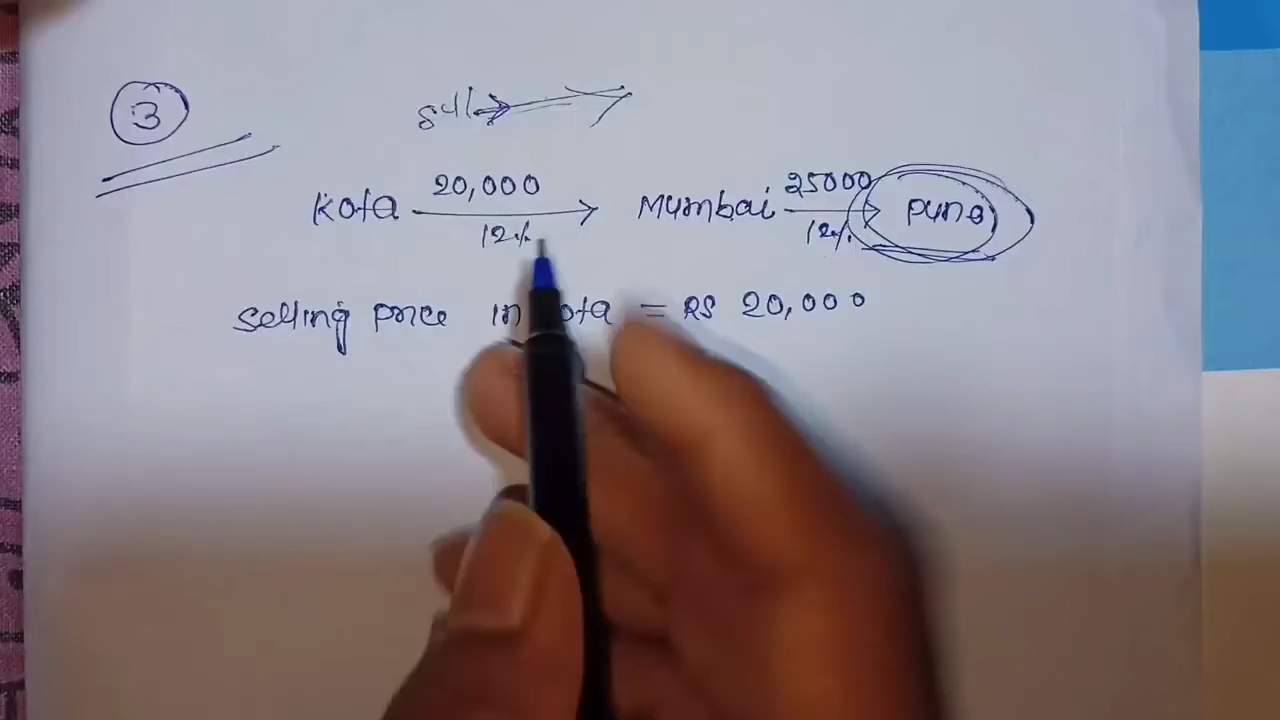 3
sell
Kota 20,000 12% Mumbai 25000 12% Pune
Selling price in Kota = RS 20,000